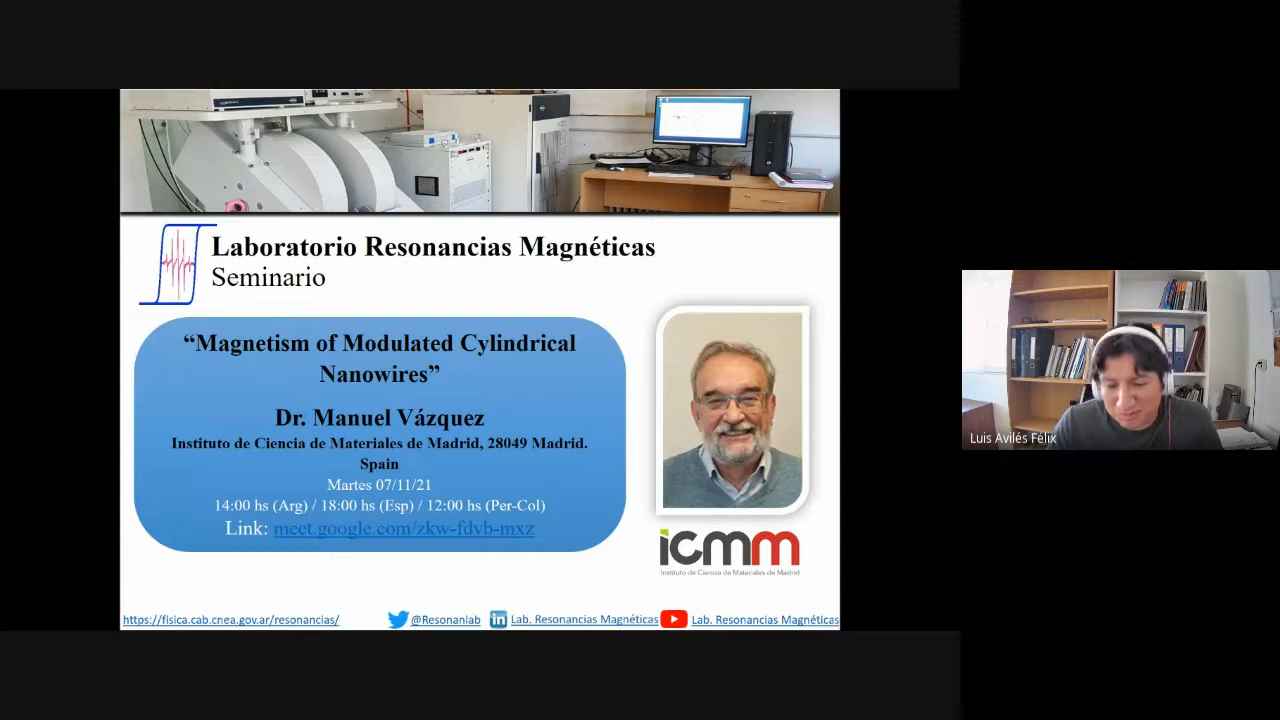 Laboratorio Resonancias Magnéticas
Seminario
“Magnetism of Modulated Cylindrical
Nanowires”
Dr. Manuel Vázquez
Instituto de Ciencia de Materiales de Madrid, 28049 Madrid.
Spain
Martes 07/11/21
14:00 hs (Arg) / 18:00 hs (Esp) / 12:00 hs (Per-Col)
Link: meet.google.com/zkw-fdvb-mxz
icmm
Instituto de Ciencia de Materiales de Madrid
https://fisica.cab.cnea.gov.ar/resonancias/ @Resonanlab in Lab. Resonancias Magnéticas Lab. Resonancias Magnéticas
Luis Avilés Félix